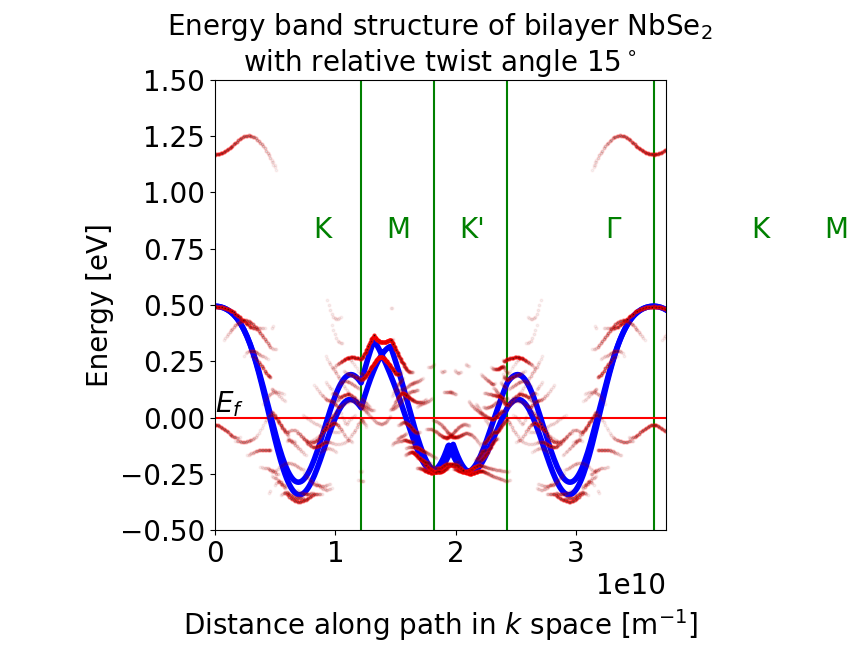 Energy band structure of bilayer NbSe₂
with relative twist angle 15°
1.50
1.25
1.00
0.75
0.50
0.25
0.00
−0.25
−0.50
Energy [eV]
K M K' Γ K M
E_f
0 1 2 3
1e10
Distance along path in k space [m⁻¹]